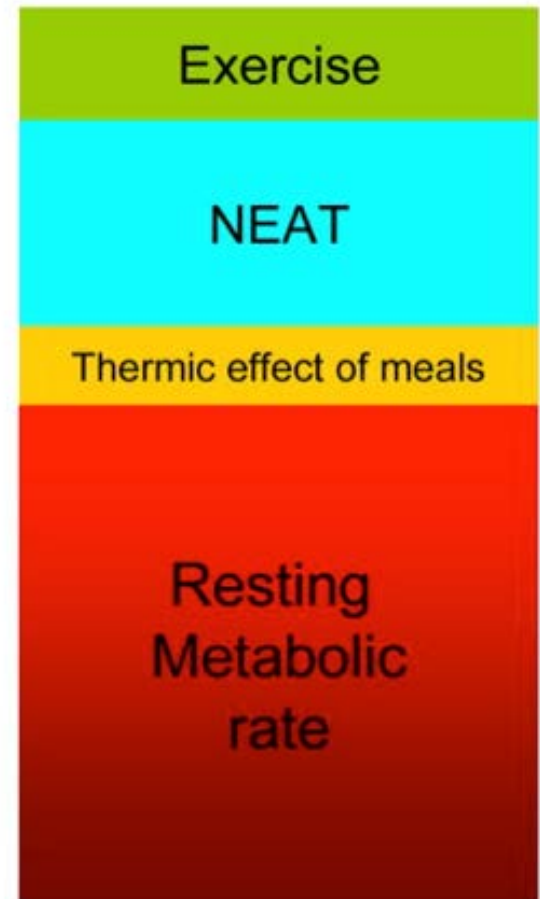 Exercise
NEAT
Thermic effect of meals
Resting
Metabolic
rate